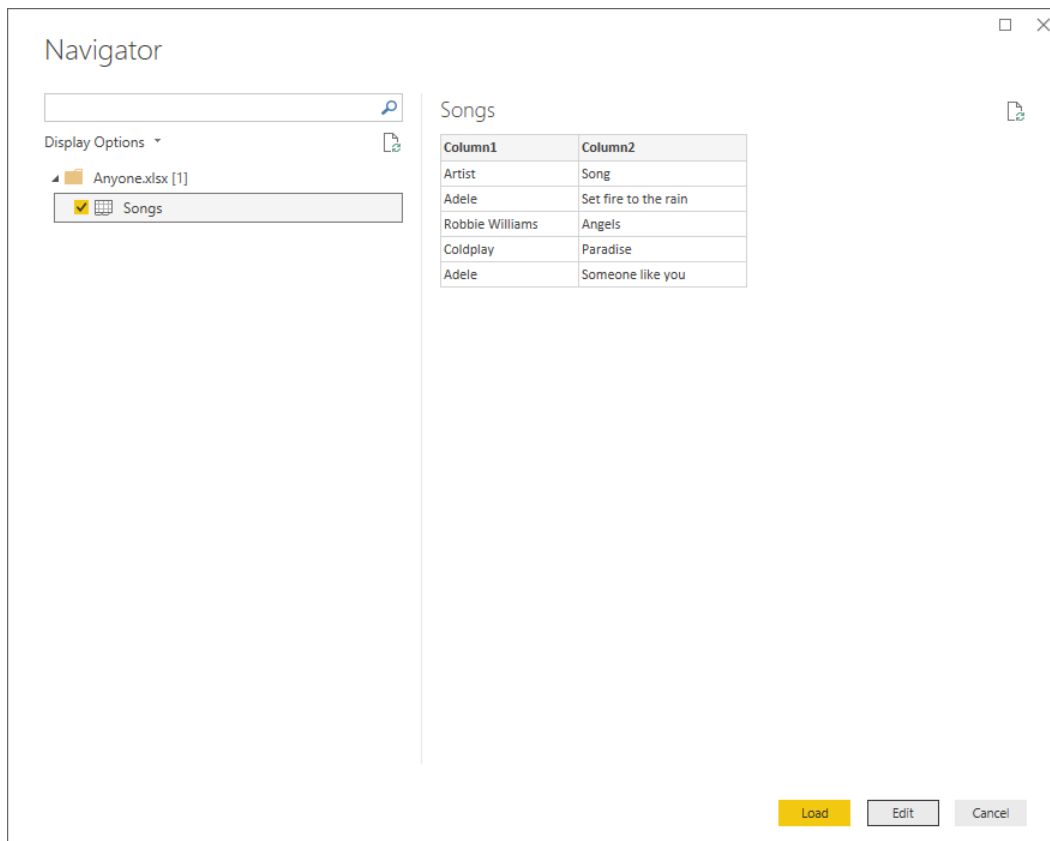 Navigator
Display Options
Anyone.xlsx [1]
Songs
Songs
Column1 Column2
Artist Song
Adele Set fire to the rain
Robbie Williams Angels
Coldplay Paradise
Adele Someone like you
Load Edit Cancel